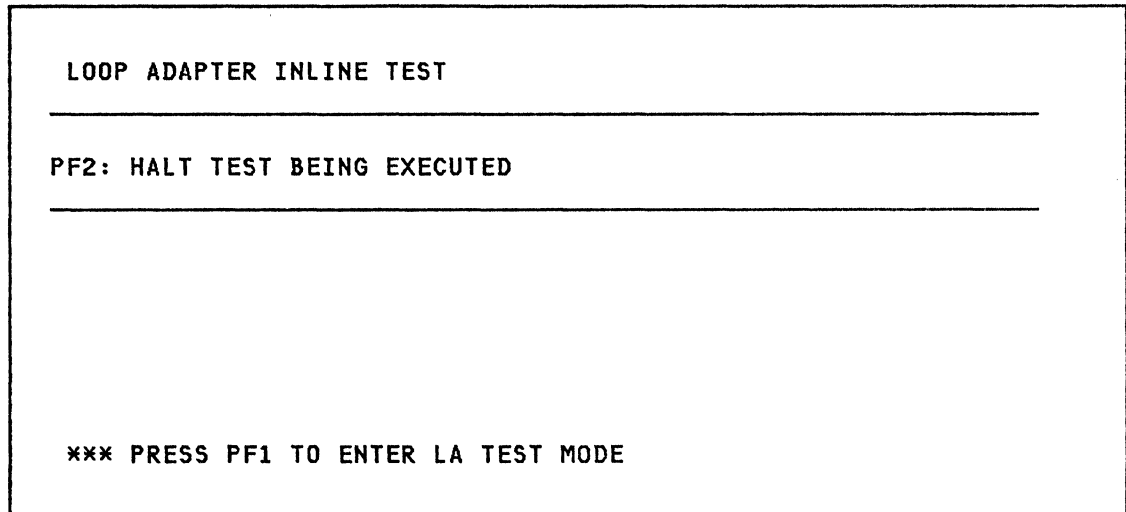 LOOP ADAPTER INLINE TEST
PF2: HALT TEST BEING EXECUTED
*** PRESS PF1 TO ENTER LA TEST MODE